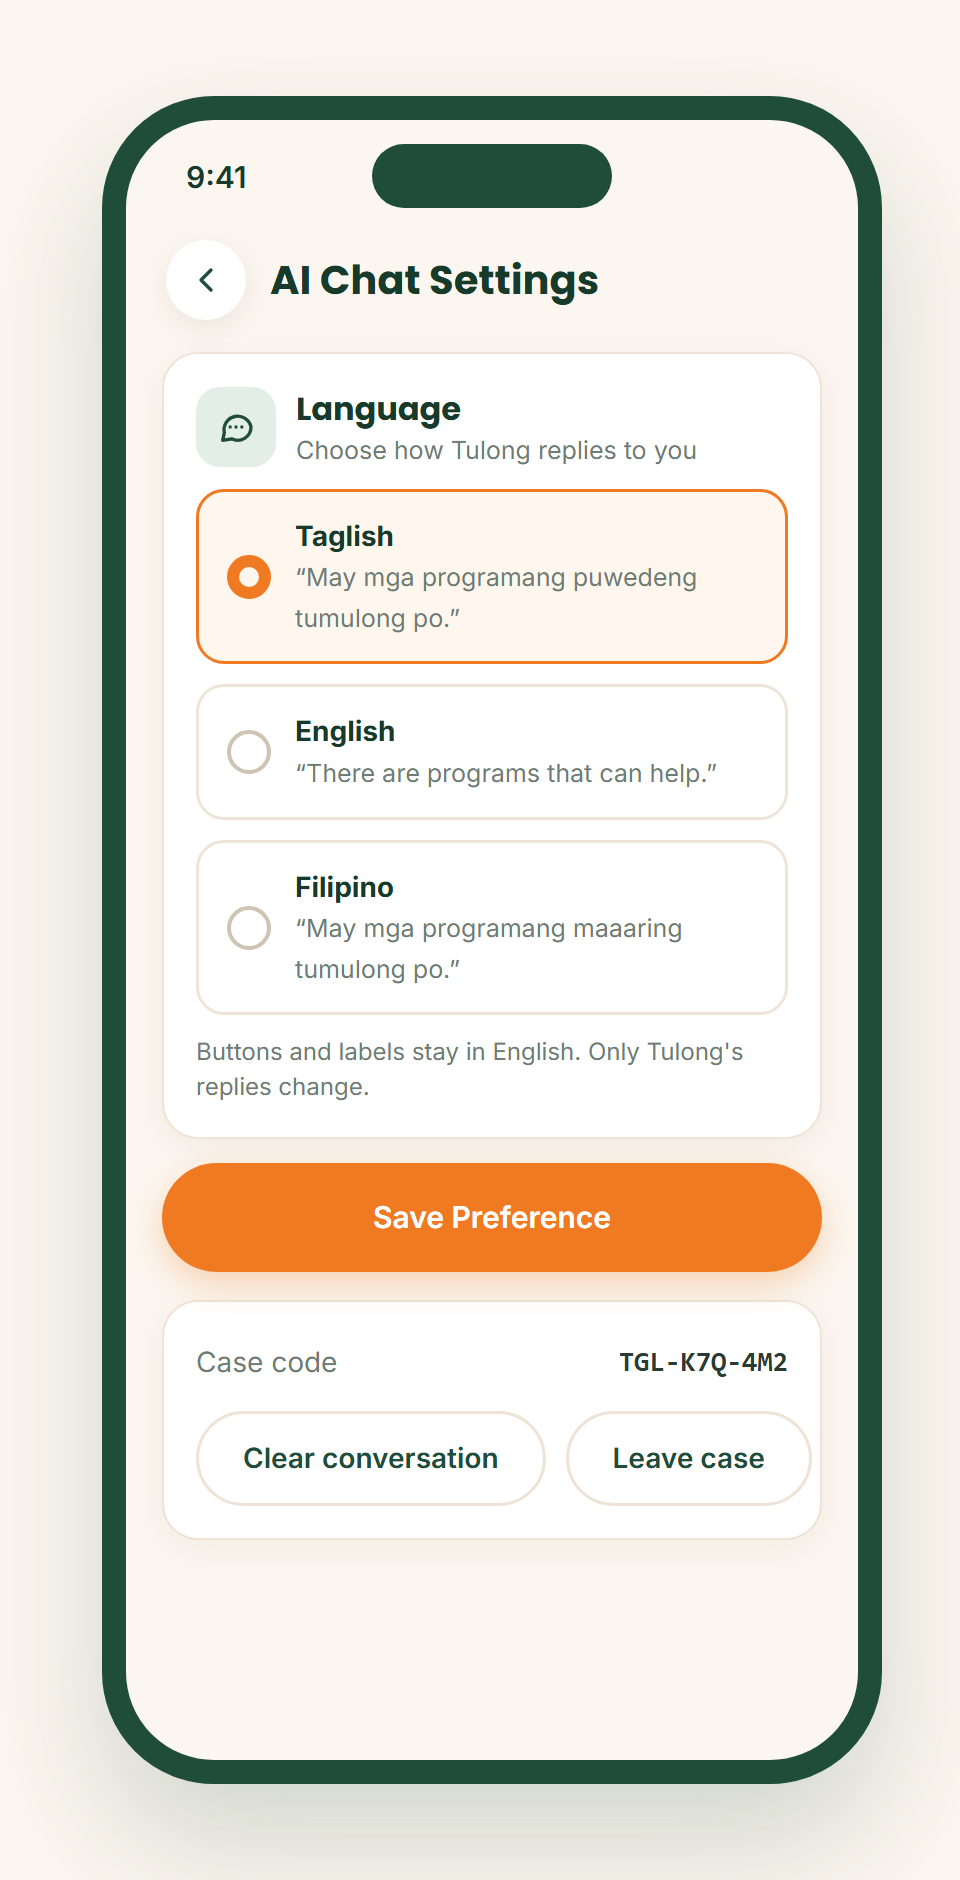 9:41
AI Chat Settings
Language
Choose how Tulong replies to you
Taglish
“May mga programang puwedeng
tumulong po.”
English
“There are programs that can help.”
Filipino
“May mga programang maaaring
tumulong po.”
Buttons and labels stay in English. Only Tulong's
replies change.
Save Preference
Case code TGL-K7Q-4M2
Clear conversation Leave case